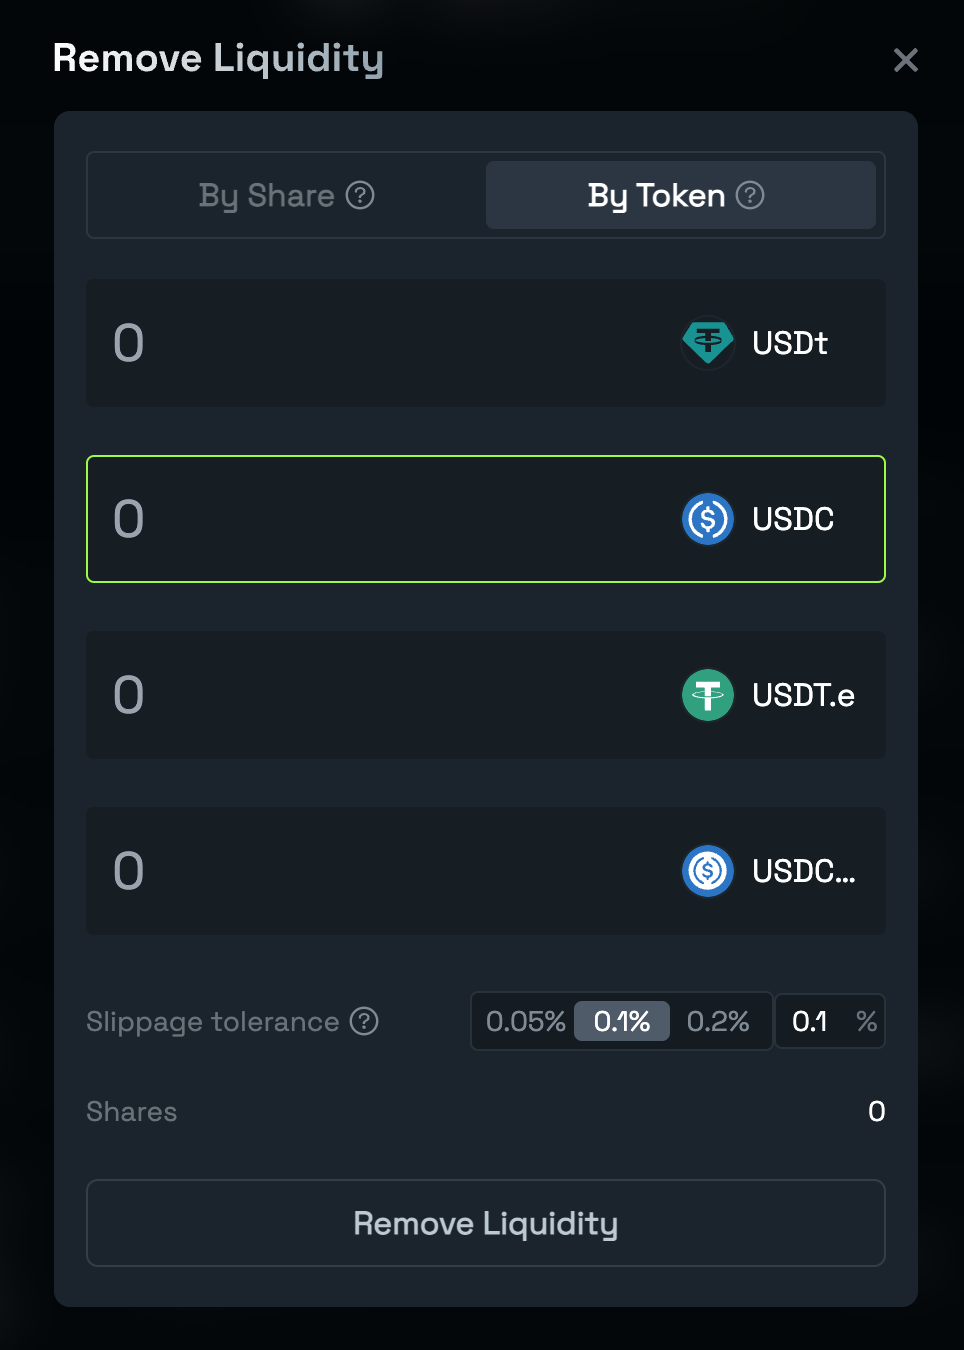 Remove Liquidity
By Share ? By Token ?
0 USDt
0 USDC
0 USDT.e
0 USDC...
Slippage tolerance ? 0.05% 0.1% 0.2% 0.1 %
Shares 0
Remove Liquidity